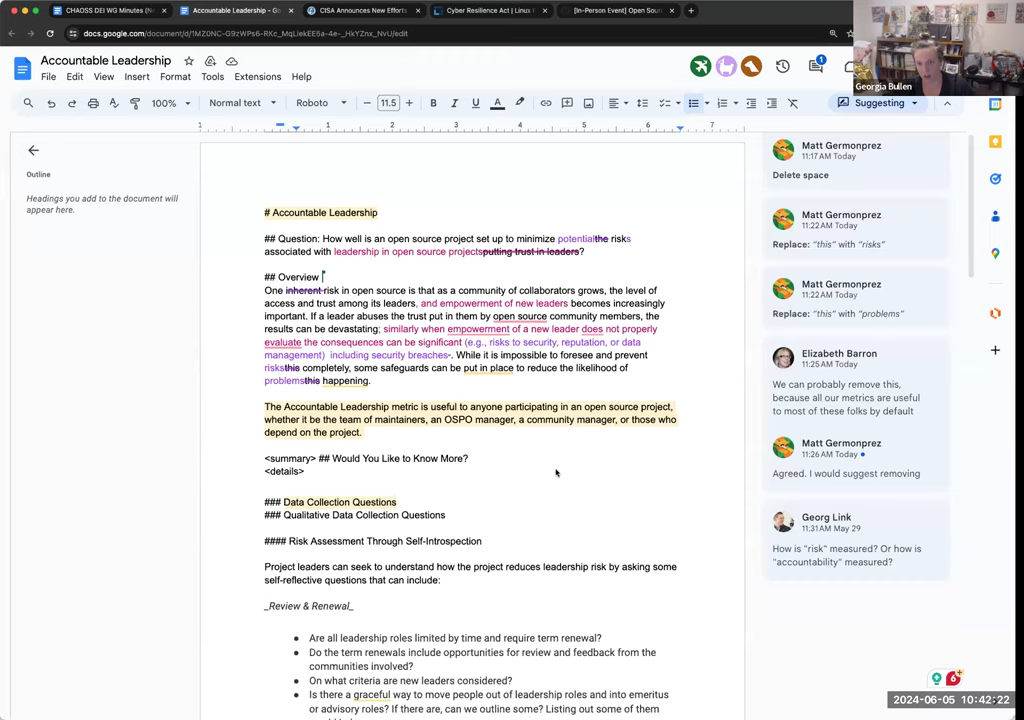 CHAOSS DEI WG Minutes (N
Accountable Leadership - Go
CISA Announces New Efforts
Cyber Resilience Act | Linux F
[In-Person Event] Open Sour
docs.google.com/document/d/1MZ0NC-G9zWPs6-RKc_MqLiekEE5a-4e-_HkYZnx_NvU/edit
Accountable Leadership
File Edit View Insert Format Tools Extensions Help
1
Georgia Bullen
100% Normal text Roboto 11.5 B I U A Suggesting
1 1 2 3 4 5 6 7
Outline
Headings you add to the document will
appear here.
# Accountable Leadership
## Question: How well is an open source project set up to minimize potentialthe risks
associated with leadership in open source projectsputting trust in leaders?
## Overview
One inherent risk in open source is that as a community of collaborators grows, the level of
access and trust among its leaders, and empowerment of new leaders becomes increasingly
important. If a leader abuses the trust put in them by open source community members, the
results can be devastating; similarly when empowerment of a new leader does not properly
evaluate the consequences can be significant (e.g., risks to security, reputation, or data
management) including security breaches. While it is impossible to foresee and prevent
risksthis completely, some safeguards can be put in place to reduce the likelihood of
problemsthis happening.
The Accountable Leadership metric is useful to anyone participating in an open source project,
whether it be the team of maintainers, an OSPO manager, a community manager, or those who
depend on the project.
<summary> ## Would You Like to Know More?
<details>
### Data Collection Questions
### Qualitative Data Collection Questions
#### Risk Assessment Through Self-Introspection
Project leaders can seek to understand how the project reduces leadership risk by asking some
self-reflective questions that can include:
_Review & Renewal_
● Are all leadership roles limited by time and require term renewal?
● Do the term renewals include opportunities for review and feedback from the
communities involved?
● On what criteria are new leaders considered?
● Is there a graceful way to move people out of leadership roles and into emeritus
or advisory roles? If there are, can we outline some? Listing out some of them
Matt Germonprez
11:17 AM Today
Delete space
Matt Germonprez
11:22 AM Today
Replace: “this” with “risks”
Matt Germonprez
11:22 AM Today
Replace: “this” with “problems”
Elizabeth Barron
11:25 AM Today
We can probably remove this,
because all our metrics are useful
to most of these folks by default
Matt Germonprez
11:26 AM Today
Agreed. I would suggest removing
Georg Link
11:31 AM May 29
How is "risk" measured? Or how is
"accountability" measured?
6
2024-06-05 10:42:22